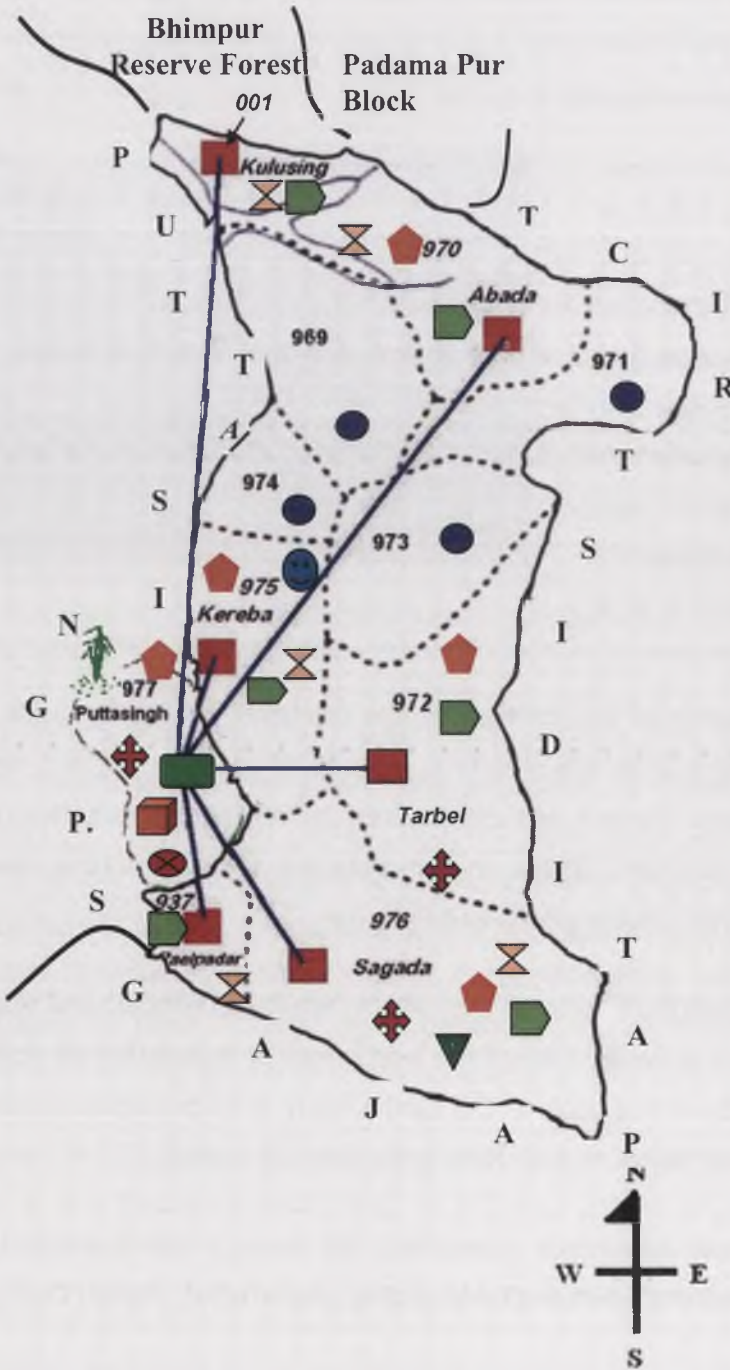 Bhimpur
Reserve Forest
Padama Pur
Block
001
P
Kulusing
U
T
C
970
T
Abada
I
969
971
T
R
A
974
T
S
973
S
975
I
Kereba
N
I
977
G
Puttasingh
972
D
P.
Tarbel
I
S
937
976
Raelpadar
Sagada
T
G
A
A
J
A
P
N
W E
S